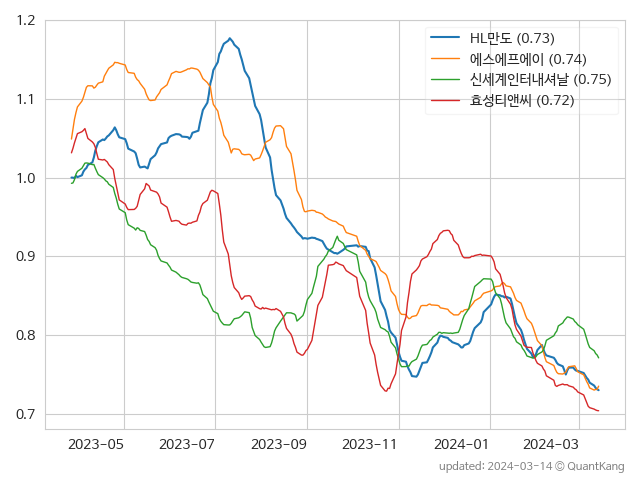 1.2
1.1
1.0
0.9
0.8
0.7
HL만도 (0.73)
에스에프에이 (0.74)
신세계인터내셔날 (0.75)
효성티앤씨 (0.72)
2023-05 2023-07 2023-09 2023-11 2024-01 2024-03
updated: 2024-03-14 © QuantKang